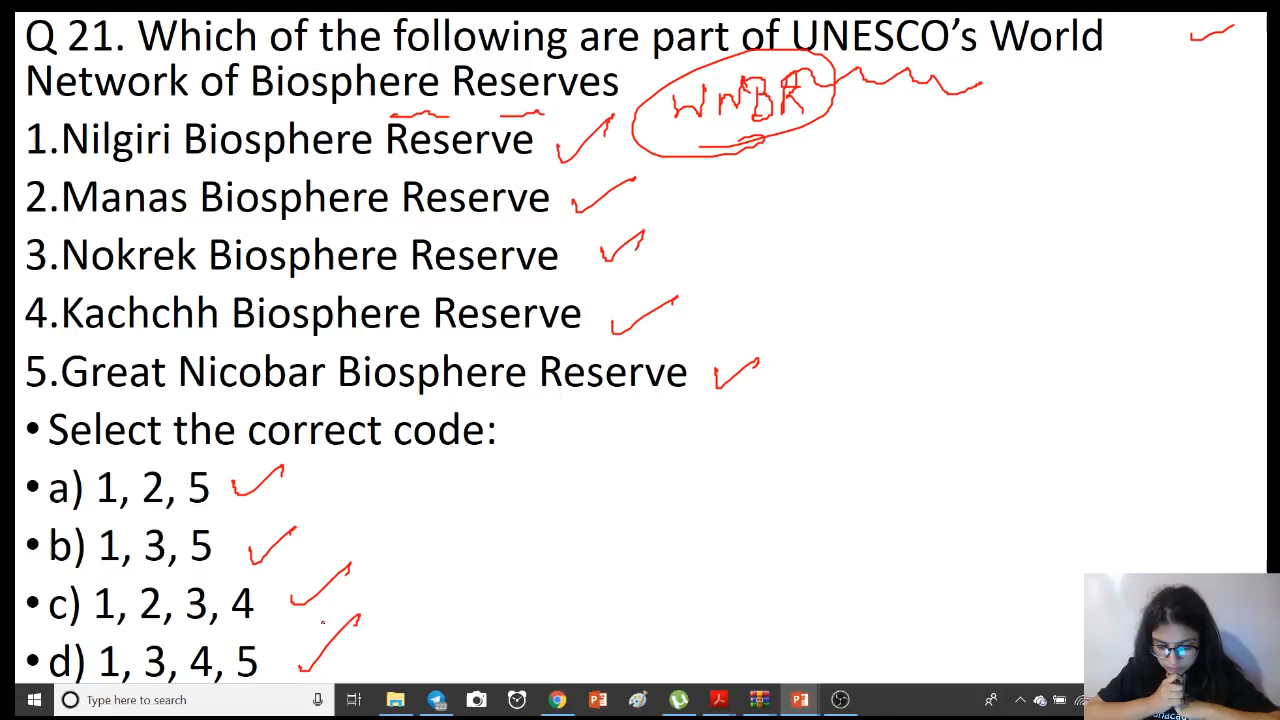 Q 21. Which of the following are part of UNESCO’s World
Network of Biosphere Reserves
WNBR
1.Nilgiri Biosphere Reserve
2.Manas Biosphere Reserve
3.Nokrek Biosphere Reserve
4.Kachchh Biosphere Reserve
5.Great Nicobar Biosphere Reserve
• Select the correct code:
• a) 1, 2, 5
• b) 1, 3, 5
• c) 1, 2, 3, 4
• d) 1, 3, 4, 5
Type here to search